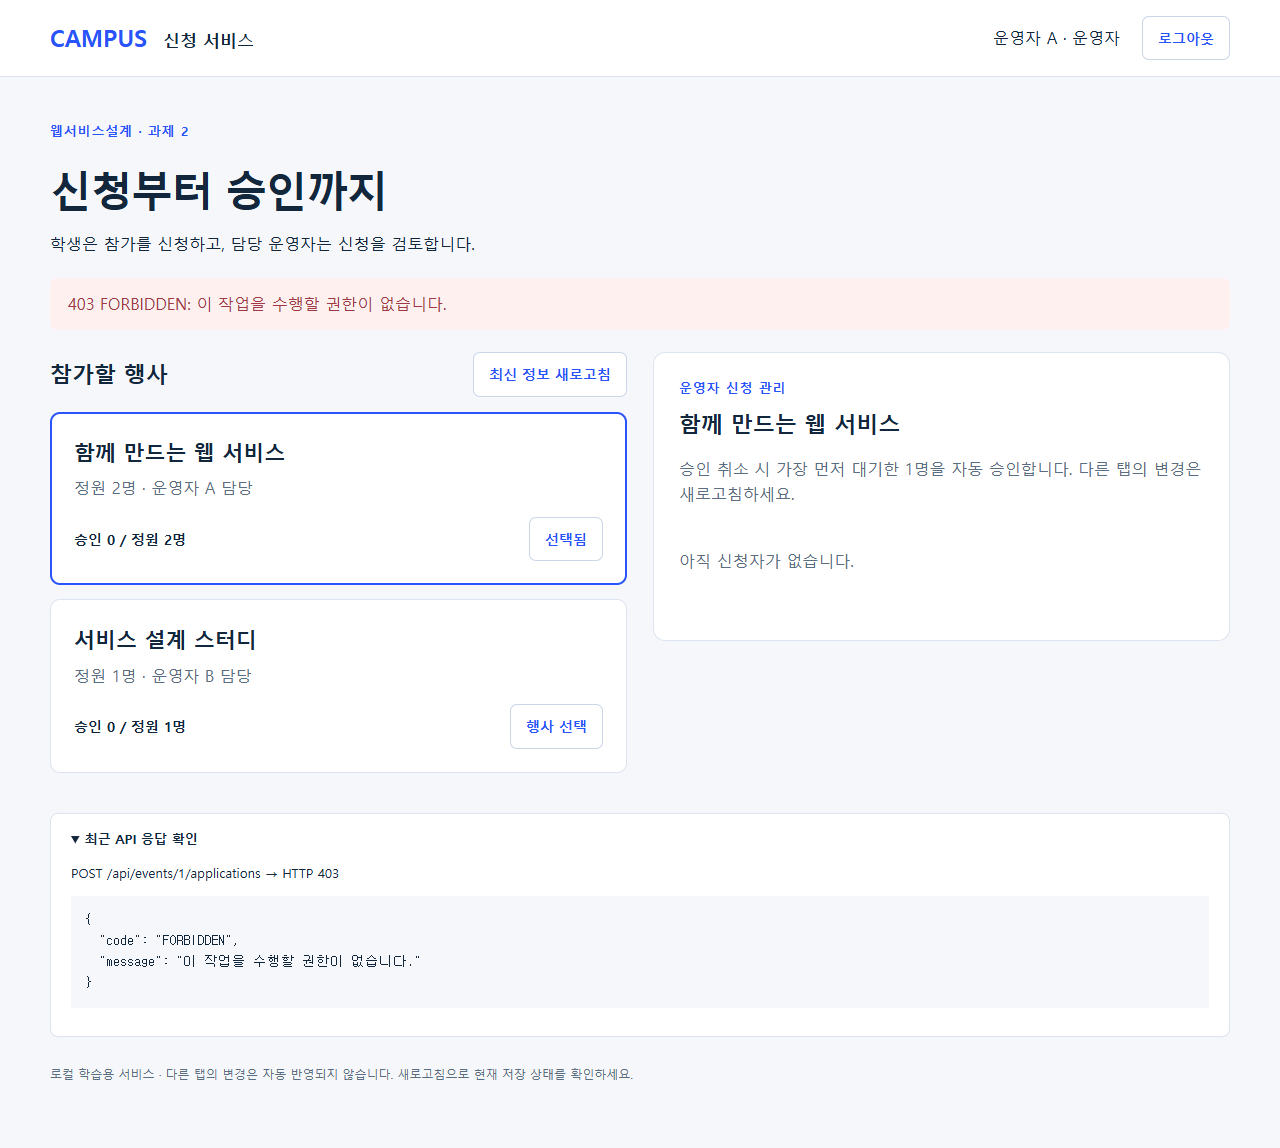 CAMPUS 신청 서비스
운영자 A · 운영자
로그아웃
웹서비스설계 · 과제 2
신청부터 승인까지
학생은 참가를 신청하고, 담당 운영자는 신청을 검토합니다.
403 FORBIDDEN: 이 작업을 수행할 권한이 없습니다.
참가할 행사
최신 정보 새로고침
함께 만드는 웹 서비스
정원 2명 · 운영자 A 담당
승인 0 / 정원 2명
선택됨
서비스 설계 스터디
정원 1명 · 운영자 B 담당
승인 0 / 정원 1명
행사 선택
운영자 신청 관리
함께 만드는 웹 서비스
승인 취소 시 가장 먼저 대기한 1명을 자동 승인합니다. 다른 탭의 변경은
새로고침하세요.
아직 신청자가 없습니다.
▼ 최근 API 응답 확인
POST /api/events/1/applications → HTTP 403
{
"code": "FORBIDDEN",
"message": "이 작업을 수행할 권한이 없습니다."
}
로컬 학습용 서비스 · 다른 탭의 변경은 자동 반영되지 않습니다. 새로고침으로 현재 저장 상태를 확인하세요.